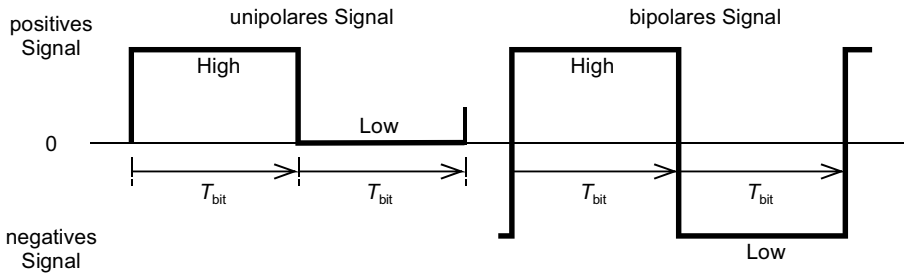 unipolares Signal
bipolares Signal
positives
Signal
High
High
Low
0
T_bit
T_bit
T_bit
T_bit
negatives
Signal
Low